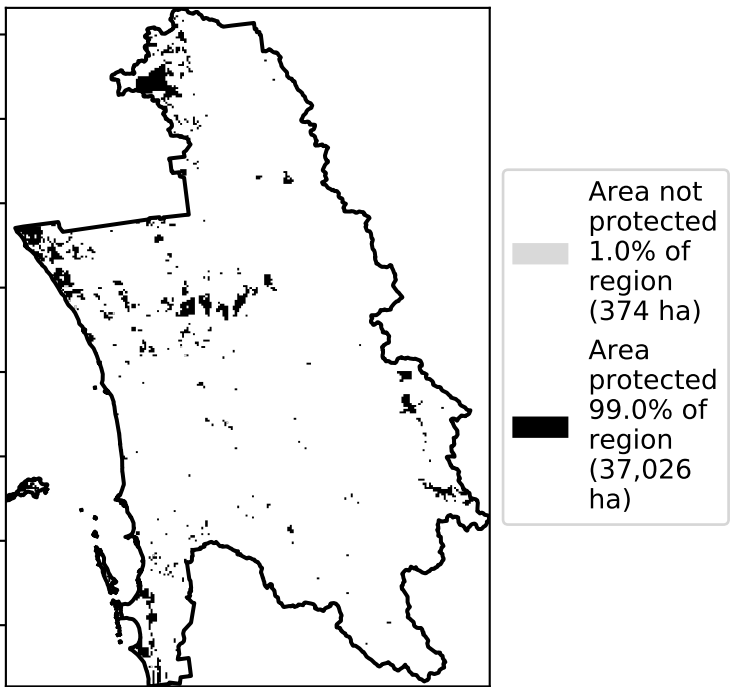 Area not
protected
1.0% of
region
(374 ha)
Area
protected
99.0% of
region
(37,026
ha)